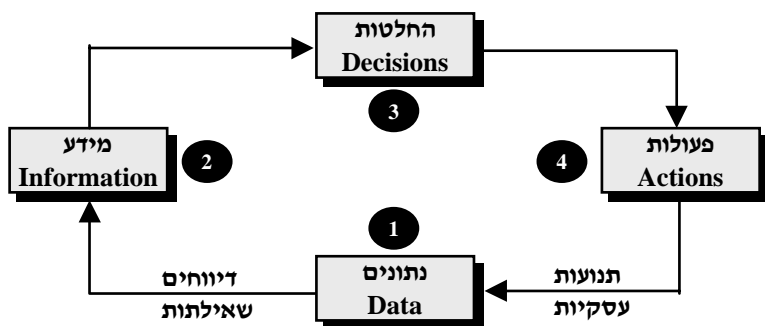 החלטות
Decisions
3
מידע
Information
2
4
פעולות
Actions
1
נתונים
Data
דיווחים
שאילתות
תנועות
עסקיות